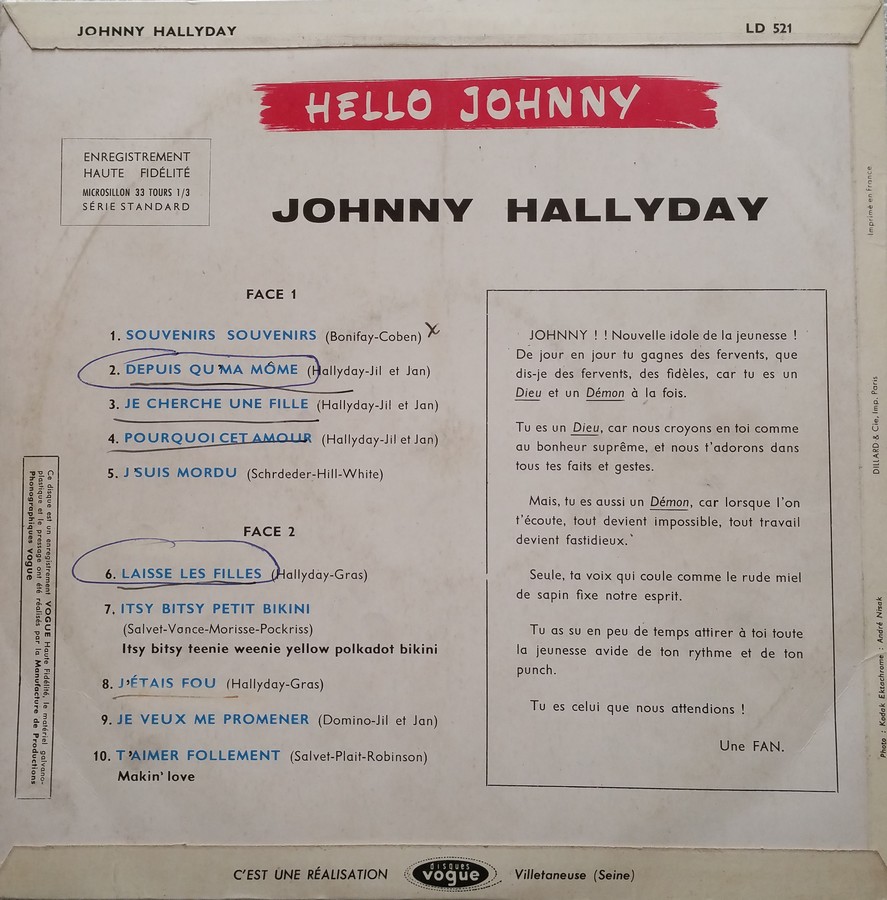 JOHNNY HALLYDAY
LD 521
HELLO JOHNNY
ENREGISTREMENT
HAUTE FIDÉLITÉ
MICROSILLON 33 TOURS 1/3
SÉRIE STANDARD
JOHNNY HALLYDAY
FACE 1
1. SOUVENIRS SOUVENIRS (Bonifay-Coben) X
2. DEPUIS QU'MA MÔME (Hallyday-Jil et Jan)
3. JE CHERCHE UNE FILLE (Hallyday-Jil et Jan)
4. POURQUOI CET AMOUR (Hallyday-Jil et Jan)
5. J'SUIS MORDU (Schrdeder-Hill-White)
FACE 2
6. LAISSE LES FILLES (Hallyday-Gras)
7. ITSY BITSY PETIT BIKINI
(Salvet-Vance-Morisse-Pockriss)
Itsy bitsy teenie weenie yellow polkadot bikini
8. J'ÉTAIS FOU (Hallyday-Gras)
9. JE VEUX ME PROMENER (Domino-Jil et Jan)
10. T'AIMER FOLLEMENT (Salvet-Plait-Robinson)
Makin' love
JOHNNY ! ! Nouvelle idole de la jeunesse !
De jour en jour tu gagnes des fervents, que
dis-je des fervents, des fidèles, car tu es un
Dieu et un Démon à la fois.
Tu es un Dieu, car nous croyons en toi comme
au bonheur suprême, et nous t'adorons dans
tous tes faits et gestes.
Mais, tu es aussi un Démon, car lorsque l'on
t'écoute, tout devient impossible, tout travail
devient fastidieux.
Seule, ta voix qui coule comme le rude miel
de sapin fixe notre esprit.
Tu as su en peu de temps attirer à toi toute
la jeunesse avide de ton rythme et de ton
punch.
Tu es celui que nous attendions !
Une FAN.
Ce disque est un enregistrement VOGUE Haute Fidélité, le matériel galvano-
plastique et le pressage ont été réalisés par la Manufacture de Productions
Phonographiques Vogue
Imprimé en France
DILLARD & Cie, Imp. Paris
Photo : Kodak Ektachrome : André Nisak
C'EST UNE RÉALISATION disques vogue Villetaneuse (Seine)